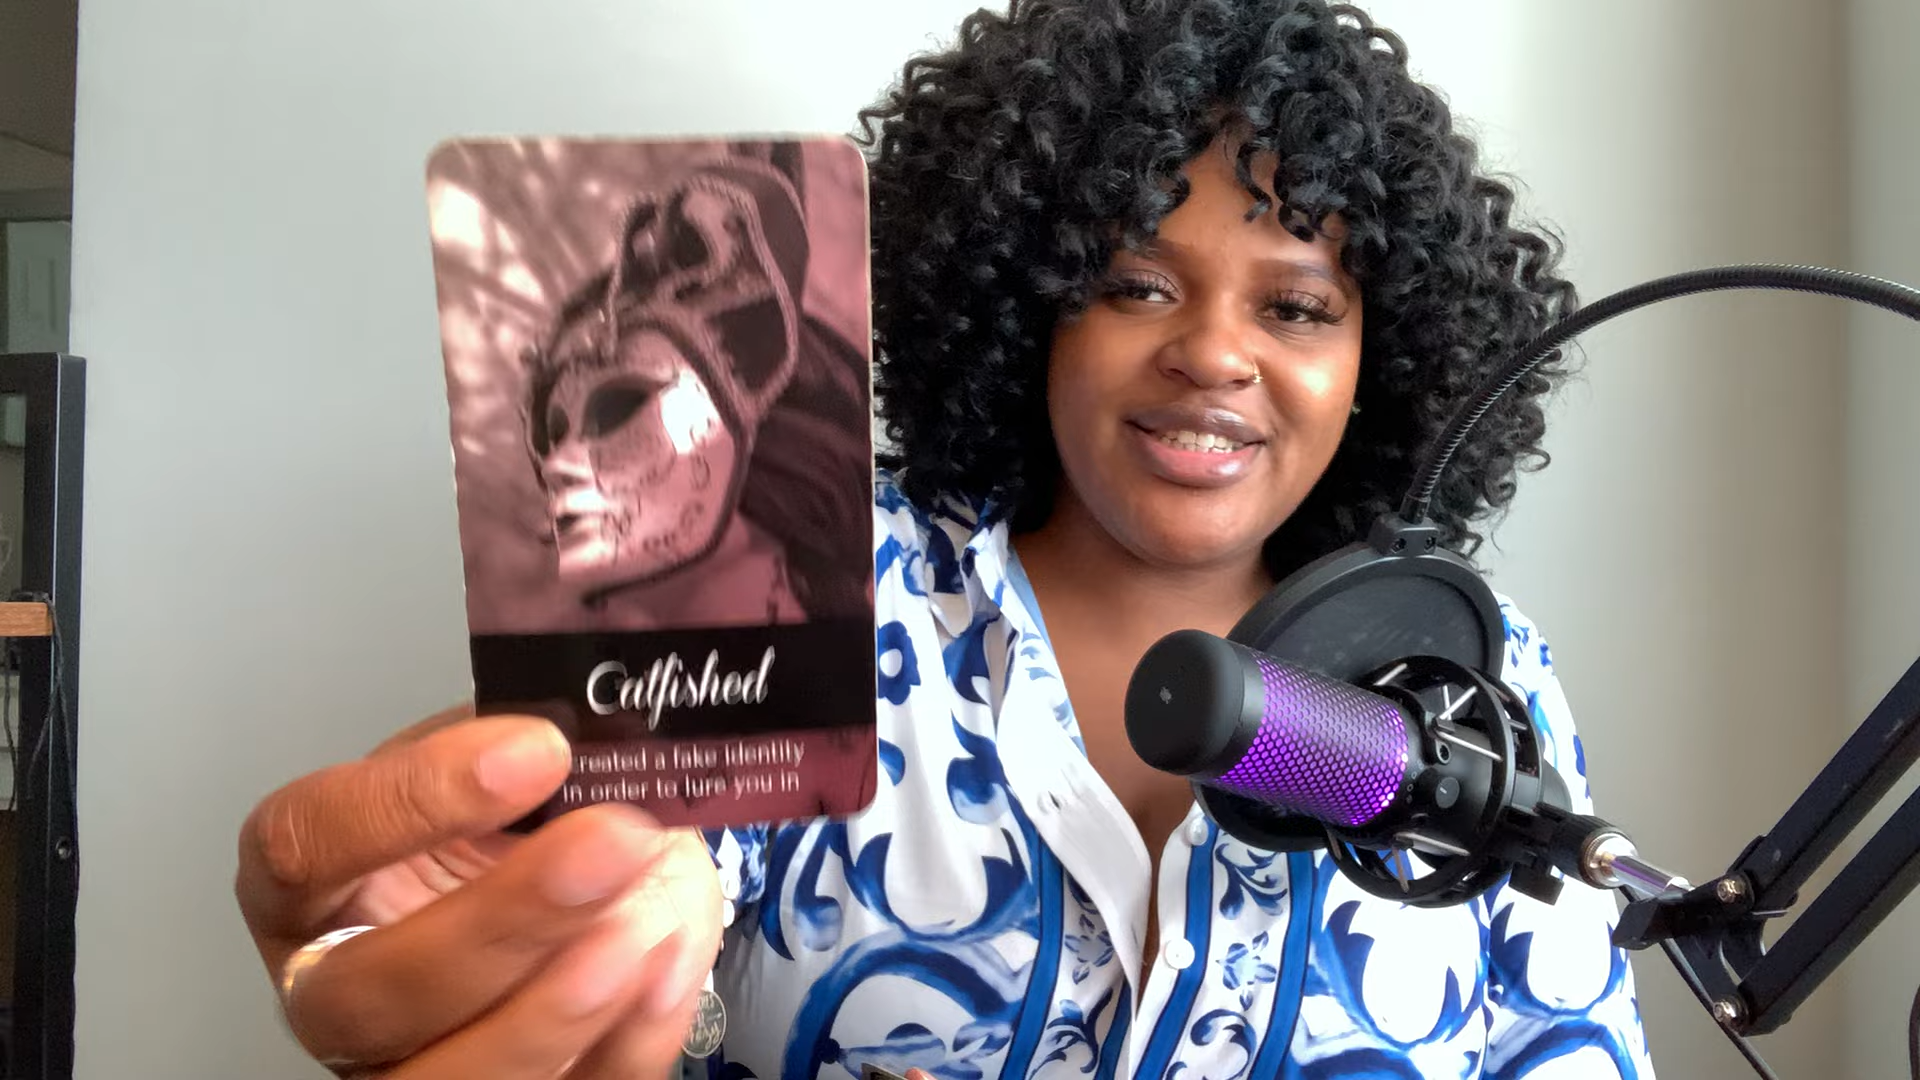 Catfished
created a fake identity
in order to lure you in